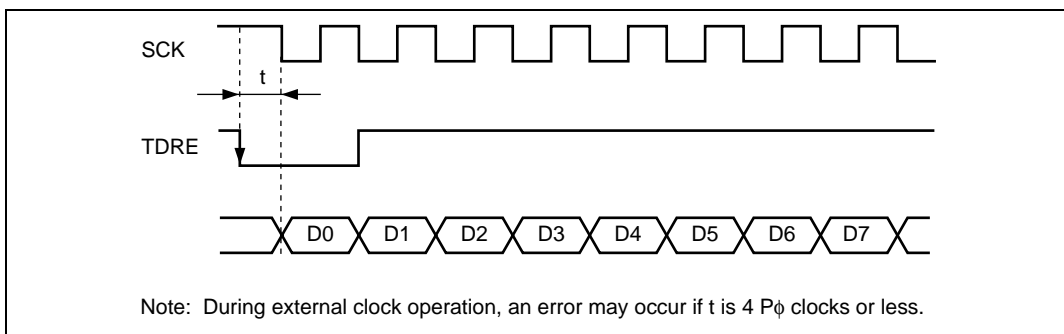 SCK
t
TDRE
D0 D1 D2 D3 D4 D5 D6 D7
Note: During external clock operation, an error may occur if t is 4 Pϕ clocks or less.